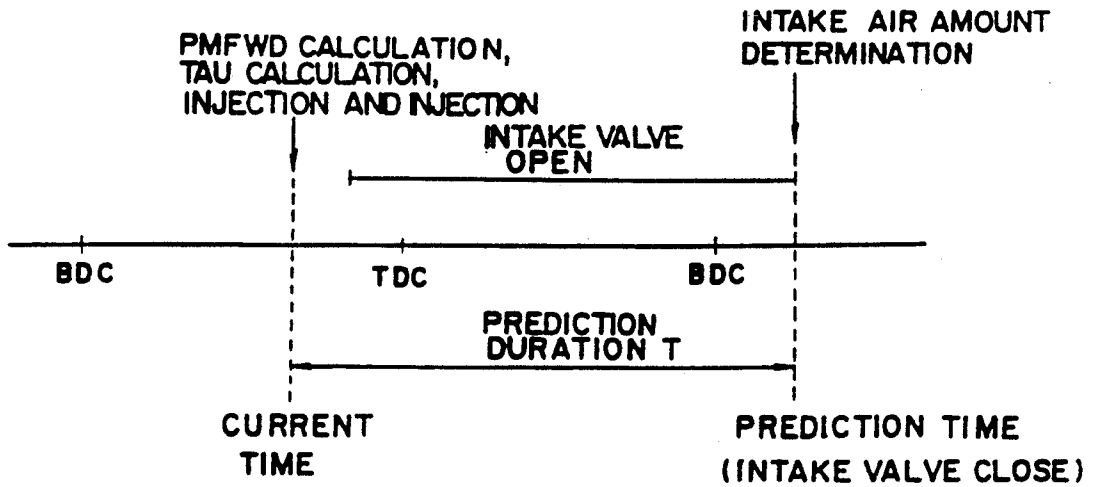 PMFWD CALCULATION,
TAU CALCULATION,
INJECTION AND INJECTION
INTAKE AIR AMOUNT
DETERMINATION
INTAKE VALVE
OPEN
BDC
TDC
BDC
PREDICTION
DURATION T
CURRENT
TIME
PREDICTION TIME
(INTAKE VALVE CLOSE)